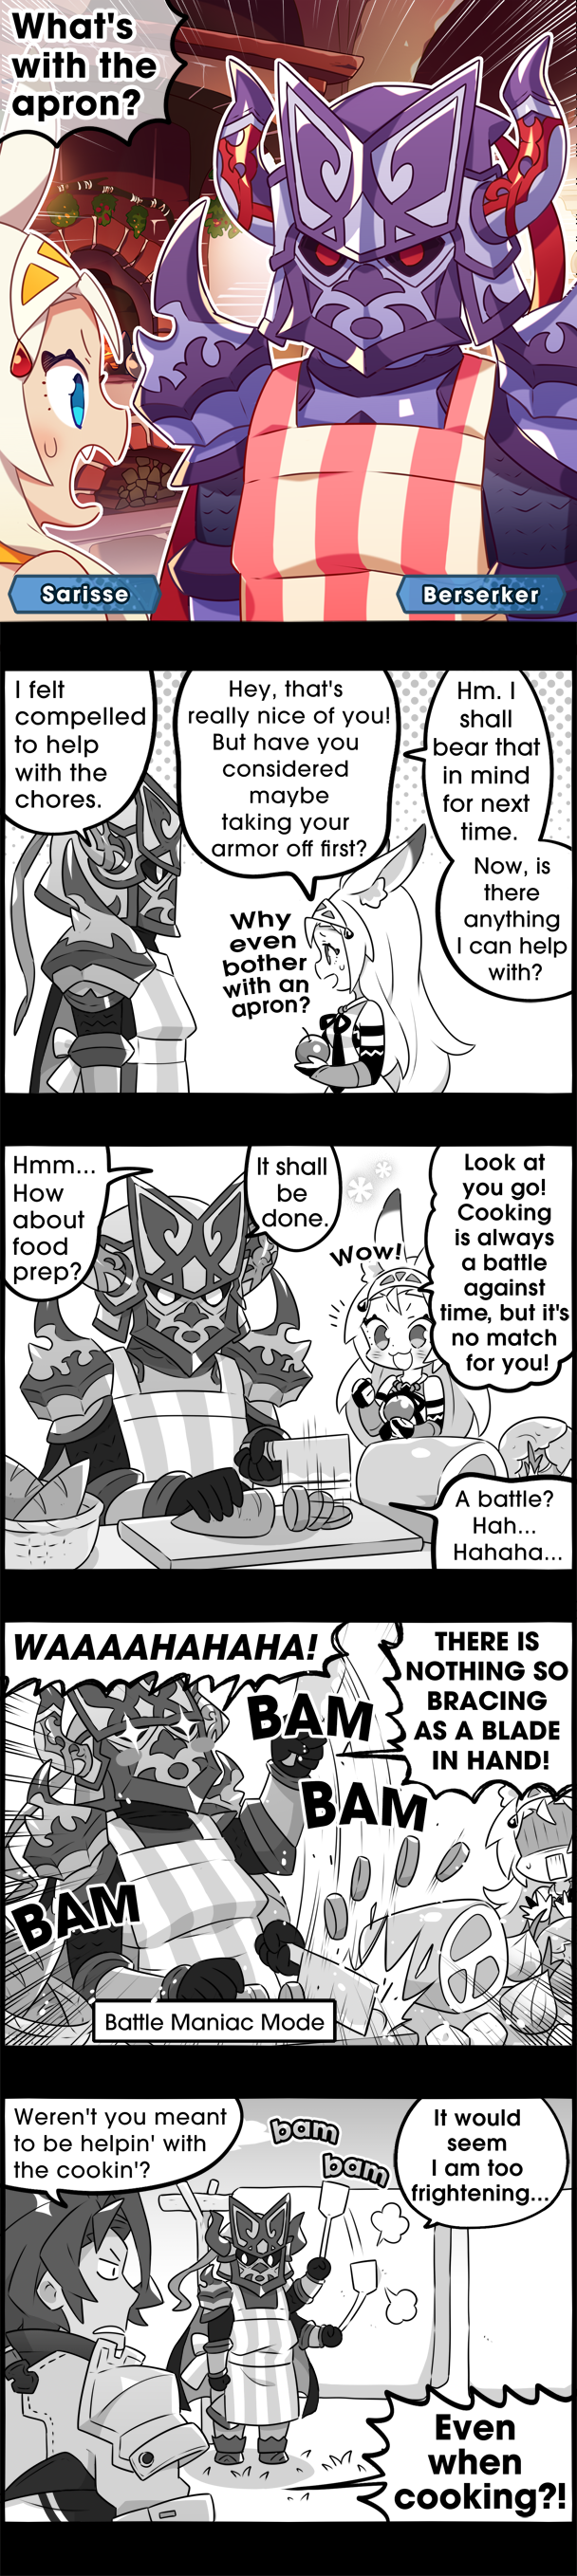 What's
with the
apron?
Sarisse
Berserker
I felt
compelled
to help
with the
chores.
Hey, that's
really nice of you!
But have you
considered
maybe
taking your
armor off first?
Why
even
bother
with an
apron?
Hm. I
shall
bear that
in mind
for next
time.
Now, is
there
anything
I can help
with?
Hmm...
How
about
food
prep?
It shall
be
done.
Wow!
Look at
you go!
Cooking
is always
a battle
against
time, but it's
no match
for you!
A battle?
Hah...
Hahaha...
WAAAAHAHAHA!
THERE IS
NOTHING SO
BRACING
AS A BLADE
IN HAND!
BAM
BAM
BAM
Battle Maniac Mode
Weren't you meant
to be helpin' with
the cookin'?
bam
bam
It would
seem
I am too
frightening...
Even
when
cooking?!